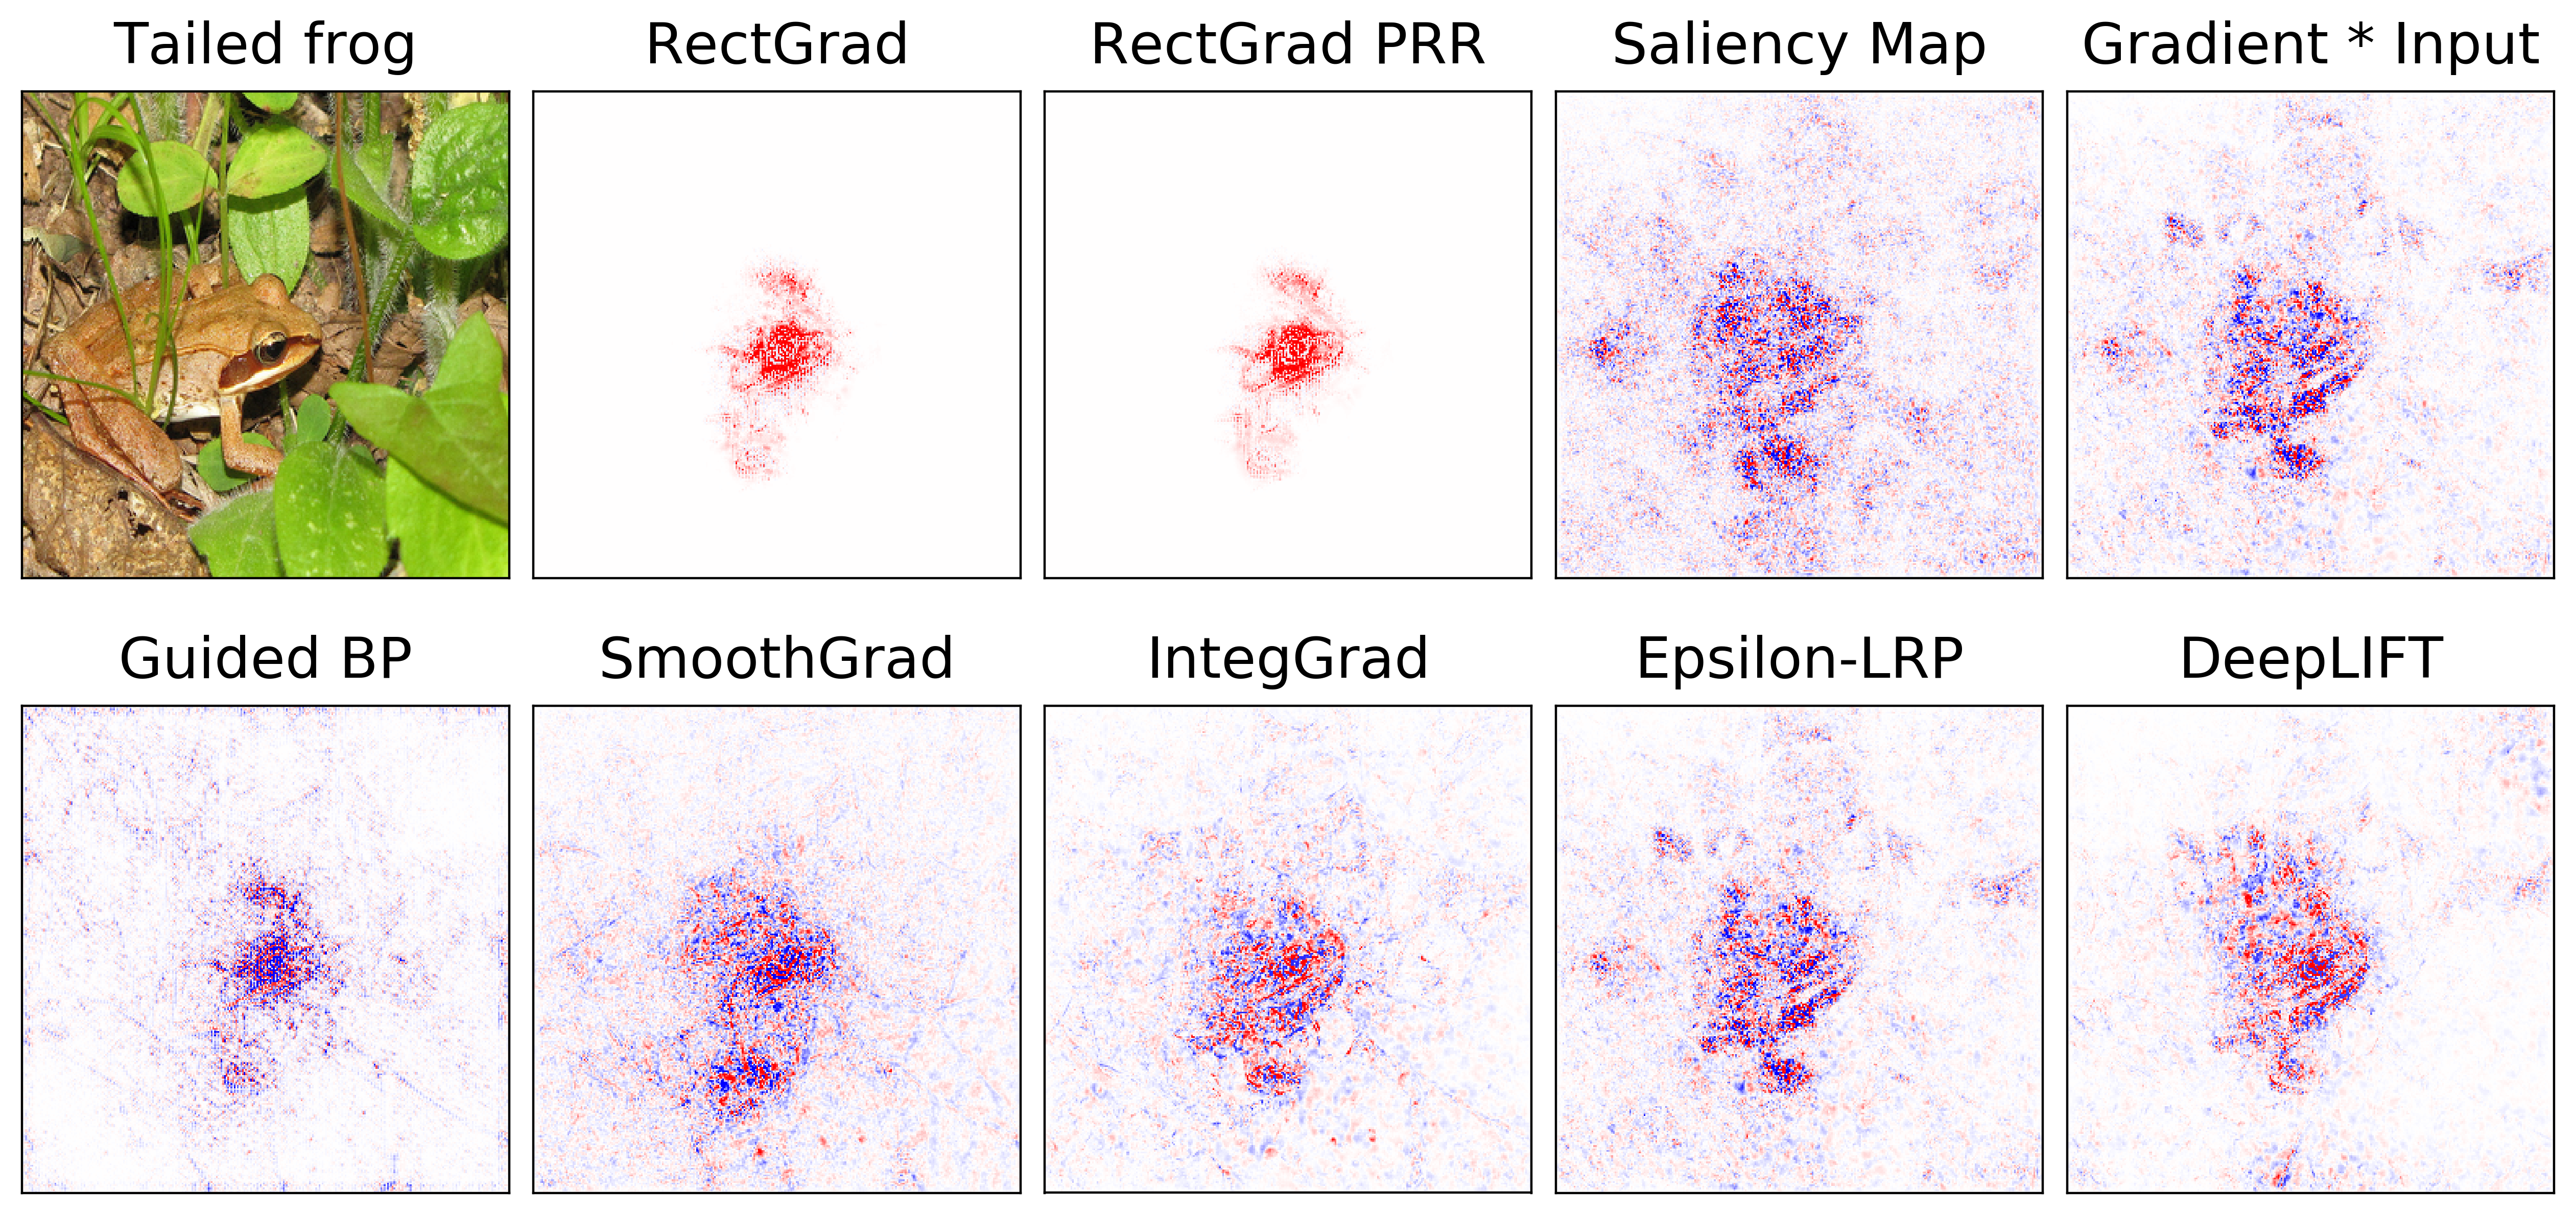 Tailed frog
RectGrad
RectGrad PRR
Saliency Map
Gradient * Input
Guided BP
SmoothGrad
IntegGrad
Epsilon-LRP
DeepLIFT